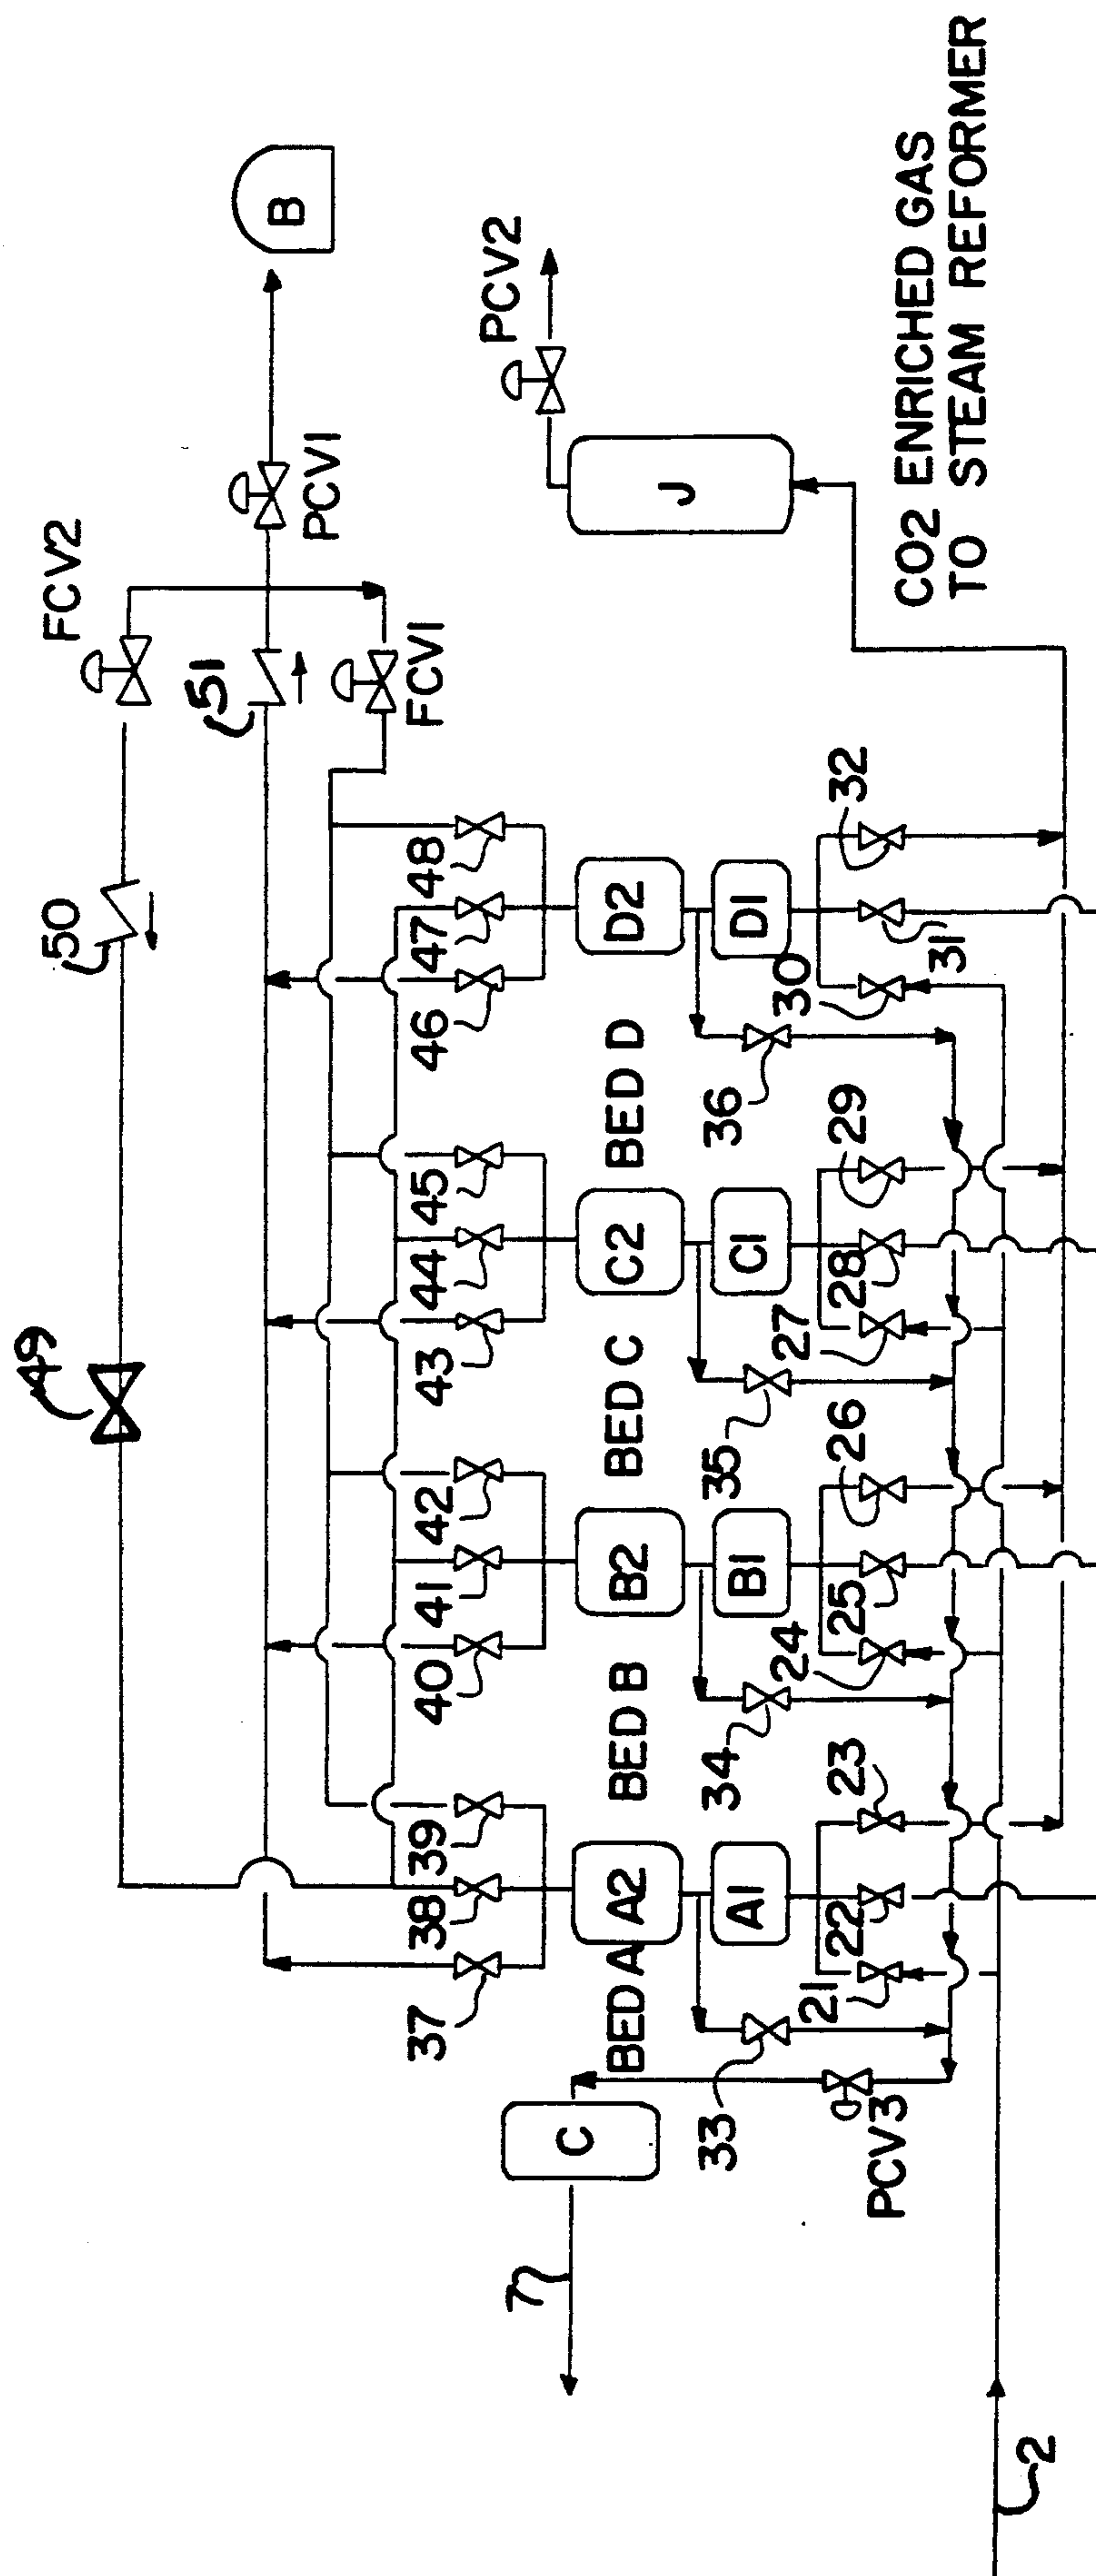 49
50
FCV2
51
PCV1
FCV1
B
PCV2
J
CO2 ENRICHED GAS
TO STEAM REFORMER
37
38
39
40
41
42
43
44
45
46
47
48
BED A
A2
BED B
B2
BED C
C2
BED D
D2
A1
B1
C1
D1
C
7
33
34
35
36
PCV3
21
22
23
24
25
26
27
28
29
30
31
32
2